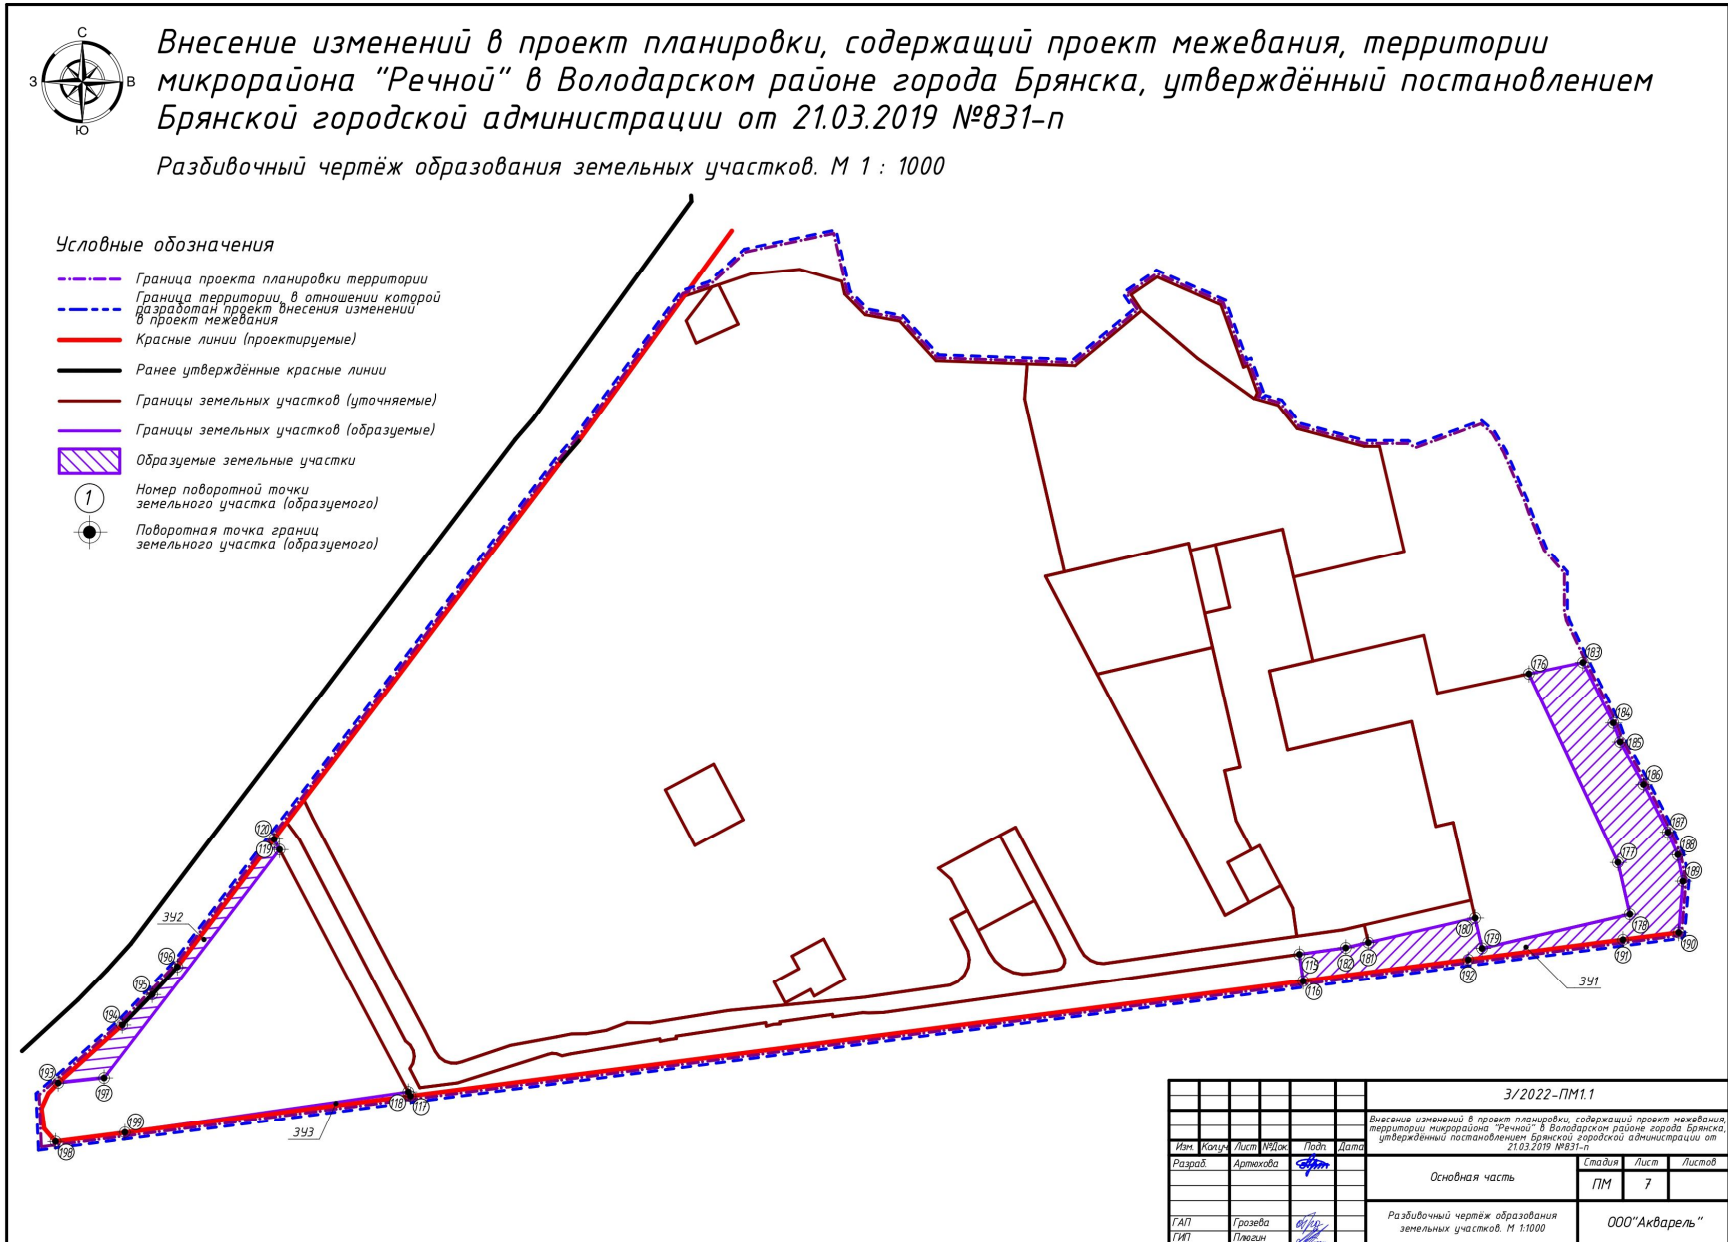 С
З
В
Ю
Внесение изменений в проект планировки, содержащий проект межевания, территории
микрорайона "Речной" в Володарском районе города Брянска, утверждённый постановлением
Брянской городской администрации от 21.03.2019 №831-п
Разбивочный чертёж образования земельных участков. М 1 : 1000
Условные обозначения
Граница проекта планировки территории
Граница территории, в отношении которой
разработан проект внесения изменений
в проект межевания
Красные линии (проектируемые)
Ранее утверждённые красные линии
Границы земельных участков (уточняемые)
Границы земельных участков (образуемые)
Образуемые земельные участки
1
Номер поворотной точки
земельного участка (образуемого)
Поворотная точка границ
земельного участка (образуемого)
183
176
184
185
186
187
120
119
188
177
189
ЗУ2
180
178
196
179
181
182
190
191
115
192
195
116
ЗУ1
194
193
197
118
117
199
ЗУ3
198
3/2022-ПМ1.1
Внесение изменений в проект планировки, содержащий проект межевания,
территории микрорайона "Речной" в Володарском районе города Брянска,
утверждённый постановлением Брянской городской администрации от
21.03.2019 №831-п
Изм. Колуч Лист №Док. Подп. Дата
Разраб. Артюхова
Основная часть
Стадия Лист Листов
ПМ 7
ГАП Грозева
ГИП Плюгин
Разбивочный чертёж образования
земельных участков. М 1:1000
ООО"Акварель"